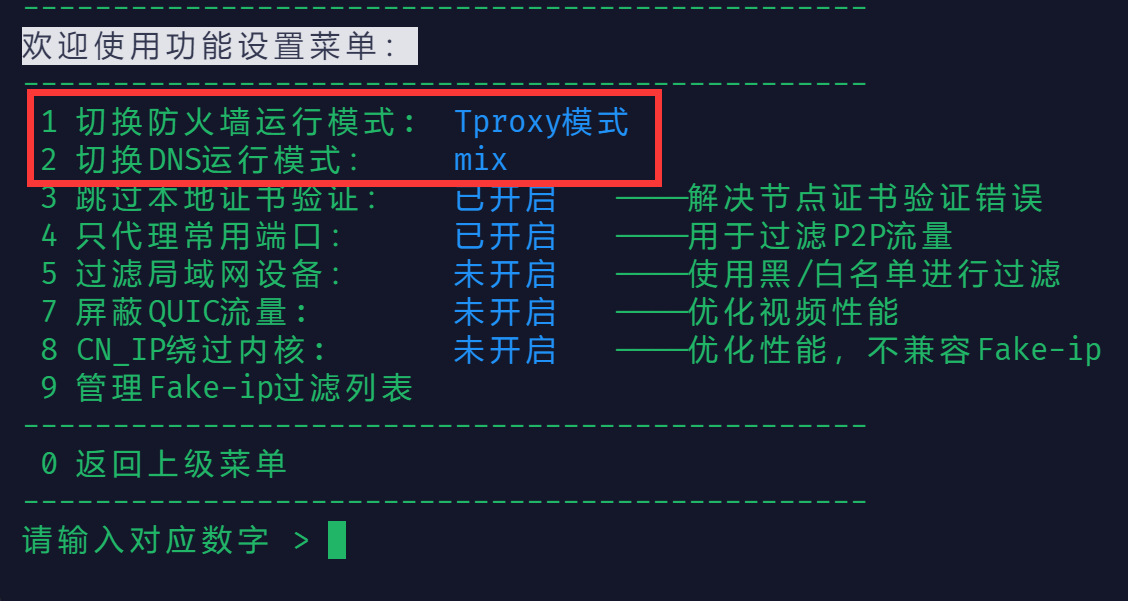 ---------------------------------------------
欢迎使用功能设置菜单：
---------------------------------------------
1 切换防火墙运行模式: Tproxy模式
2 切换DNS运行模式： mix
3 跳过本地证书验证： 已开启 ————解决节点证书验证错误
4 只代理常用端口： 已开启 ————用于过滤P2P流量
5 过滤局域网设备： 未开启 ————使用黑/白名单进行过滤
7 屏蔽QUIC流量: 未开启 ————优化视频性能
8 CN_IP绕过内核: 未开启 ————优化性能，不兼容Fake-ip
9 管理Fake-ip过滤列表
---------------------------------------------
0 返回上级菜单
---------------------------------------------
请输入对应数字 >